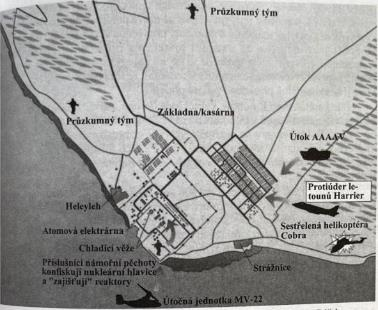 Průzkumný tým
Průzkumný tým
Základna/kasárna
Útok AAAAV
Heleyleh
Protiúder le-
tounů Harrier
Atomová elektrárna
Sestřelená helikoptéra
Cobra
Chladicí věže
Příslušníci námořní pěchoty
konfiskují nukleární hlavice
a "zajišťují" reaktory
Strážnice
Útočná jednotka MV-22